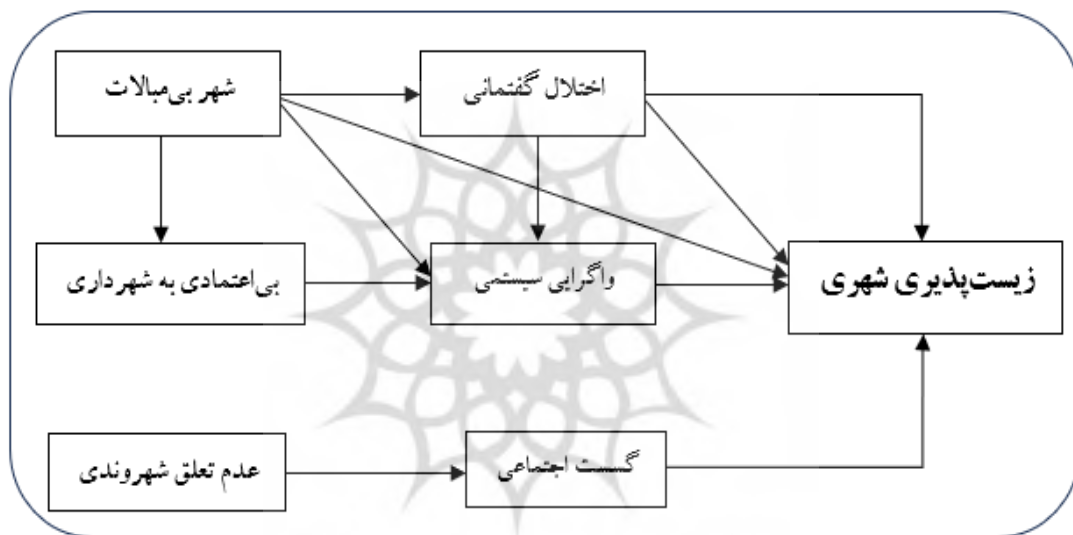 شهر بی‌مبالات
اختلال گفتمانی
بی‌اعتمادی به شهرداری
واگرایی سیستمی
زیست‌پذیری شهری
عدم تعلق شهروندی
گسست اجتماعی